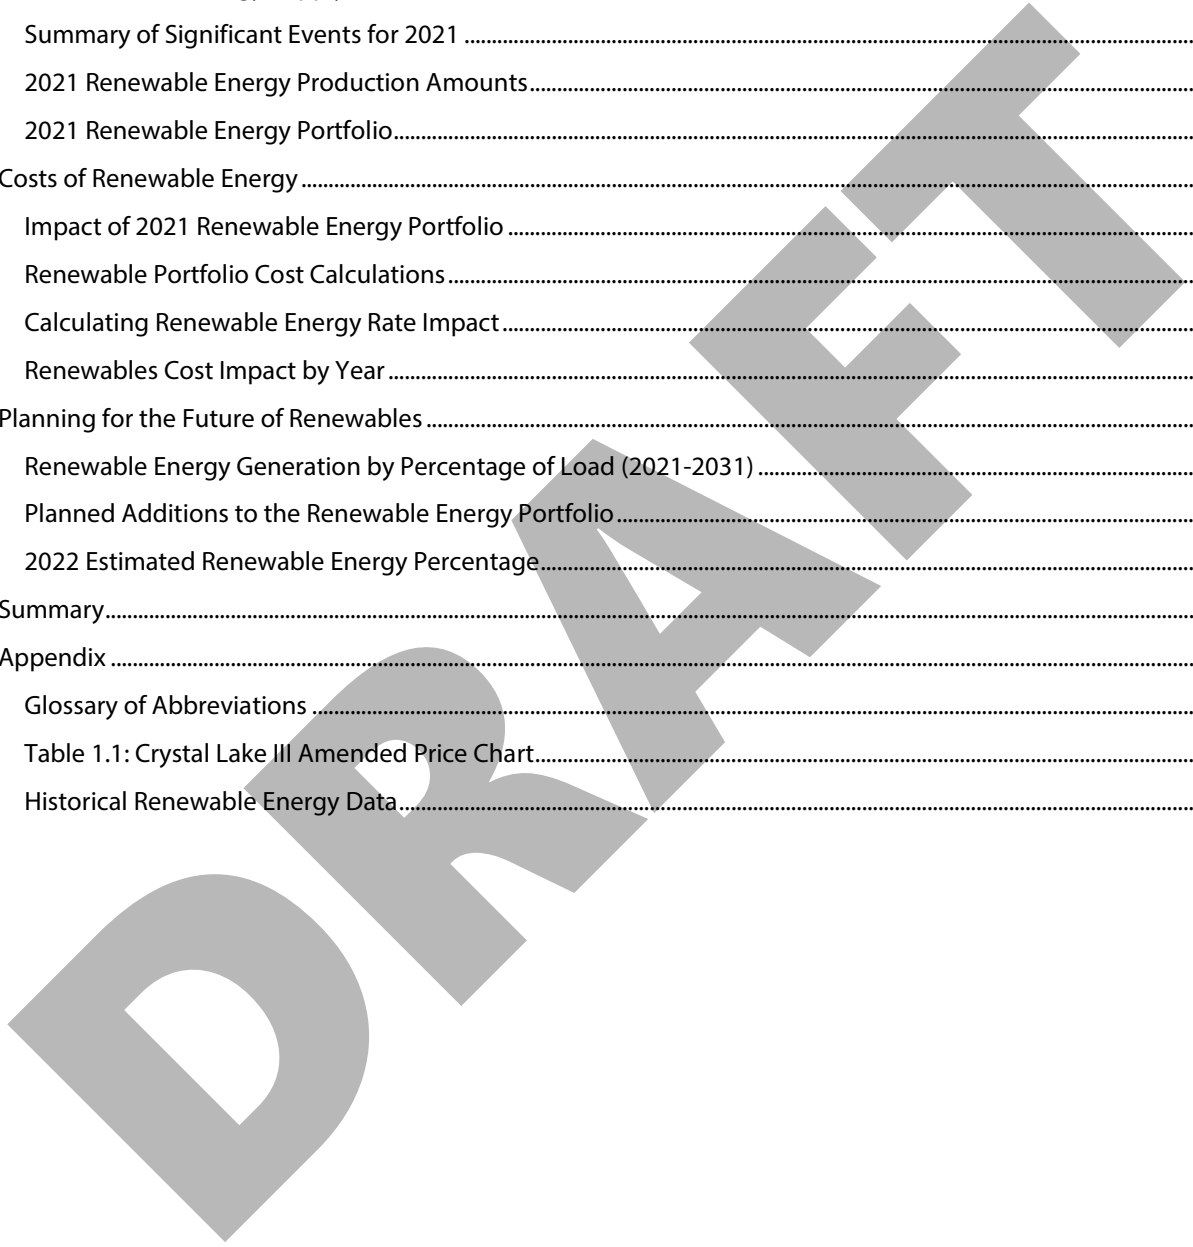 Summary of Significant Events for 2021
2021 Renewable Energy Production Amounts
2021 Renewable Energy Portfolio
Costs of Renewable Energy
Impact of 2021 Renewable Energy Portfolio
Renewable Portfolio Cost Calculations
Calculating Renewable Energy Rate Impact
Renewables Cost Impact by Year
Planning for the Future of Renewables
Renewable Energy Generation by Percentage of Load (2021-2031)
Planned Additions to the Renewable Energy Portfolio
2022 Estimated Renewable Energy Percentage
Summary
Appendix
Glossary of Abbreviations
Table 1.1: Crystal Lake III Amended Price Chart
Historical Renewable Energy Data
DRAFT